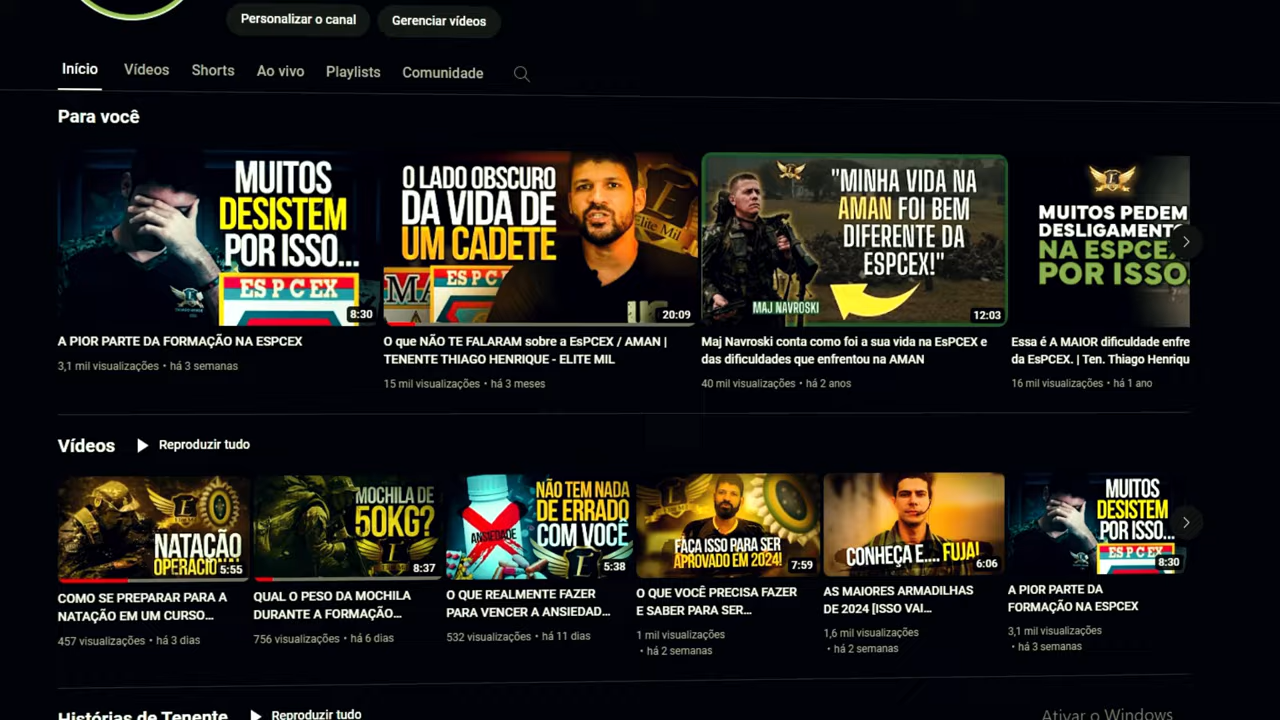 Personalizar o canal
Gerenciar vídeos
Início
Vídeos
Shorts
Ao vivo
Playlists
Comunidade
Para você
MUITOS
DESISTEM
POR ISSO...
ESPCEX
8:30
O LADO OBSCURO
DA VIDA DE
UM CADETE
Elite Mil
ESPC
20:09
"MINHA VIDA NA
AMAN FOI BEM
DIFERENTE DA
ESPCEX!"
MAJ NAVROSKI
12:03
MUITOS PEDEM
DESLIGAMENTO
NA ESPCEX
POR ISSO
A PIOR PARTE DA FORMAÇÃO NA ESPCEX
3,1 mil visualizações • há 3 semanas
O que NÃO TE FALARAM sobre a EsPCEX / AMAN |
TENENTE THIAGO HENRIQUE - ELITE MIL
15 mil visualizações • há 3 meses
Maj Navroski conta como foi a sua vida na EsPCEX e
das dificuldades que enfrentou na AMAN
40 mil visualizações • há 2 anos
Essa é A MAIOR dificuldade enfre
da EsPCEX. | Ten. Thiago Henriqu
16 mil visualizações • há 1 ano
Vídeos
Reproduzir tudo
NATAÇÃO
OPERACIO
5:55
MOCHILA DE
50KG?
8:37
ANSIEDADE
NÃO TEM NADA
DE ERRADO
COM VOCÊ
5:38
FAÇA ISSO PARA SER
APROVADO EM 2024!
7:59
CONHEÇA E.... FUJA!
6:06
MUITOS
DESISTEM
POR ISSO...
ESPCEX
8:30
COMO SE PREPARAR PARA A
NATAÇÃO EM UM CURSO...
457 visualizações • há 3 dias
QUAL O PESO DA MOCHILA
DURANTE A FORMAÇÃO...
756 visualizações • há 6 dias
O QUE REALMENTE FAZER
PARA VENCER A ANSIEDAD...
532 visualizações • há 11 dias
O QUE VOCÊ PRECISA FAZER
E SABER PARA SER...
1 mil visualizações
• há 2 semanas
AS MAIORES ARMADILHAS
DE 2024 [ISSO VAI...
1,6 mil visualizações
• há 2 semanas
A PIOR PARTE DA
FORMAÇÃO NA ESPCEX
3,1 mil visualizações
• há 3 semanas
Histórias de Tenente
Reproduzir tudo
Ativar o Windows